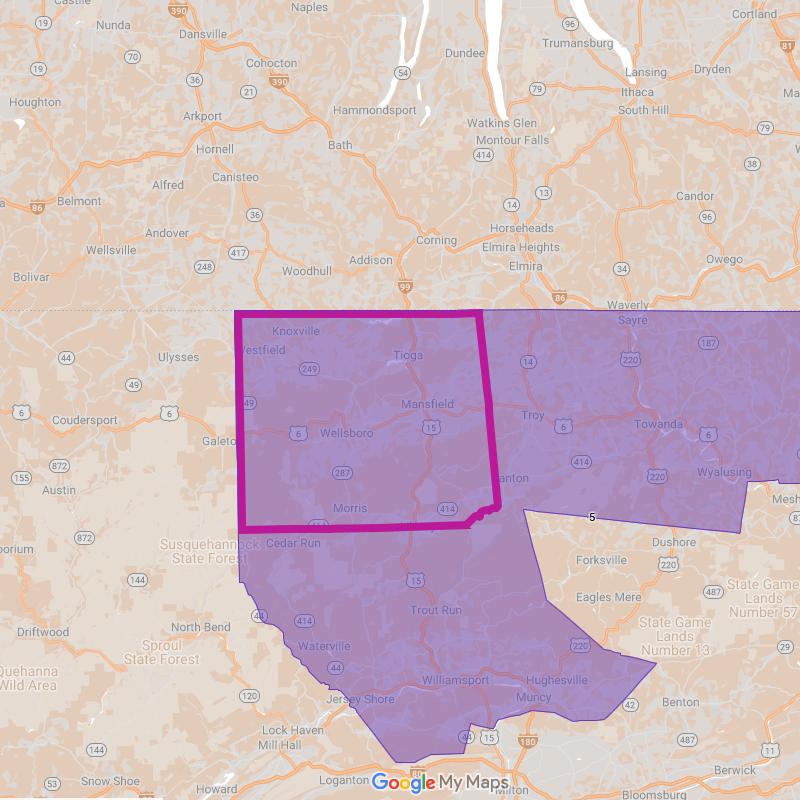 Castile
Naples
390
Cortland
Nunda
Dansville
96
19
Dundee
Trumansburg
81
70
Cohocton
54
Lansing
Dryden
19
36
390
79
Ithaca
Houghton
21
Hammondsport
South Hill
Arkport
Watkins Glen
79
Bath
Montour Falls
Hornell
414
38
Canisteo
Alfred
13
Candor
Belmont
86
14
96
36
Andover
Horseheads
Corning
Elmira Heights
Wellsville
417
Addison
Owego
248
Woodhull
Elmira
34
Bolivar
99
86
Waverly
Sayre
Knoxville
Westfield
187
Ulysses
44
Tioga
14
220
249
49
49
Mansfield
6
6
Troy
Coudersport
15
6
Towanda
6
Wellsboro
6
Galeto
414
872
287
Wyalusing
155
anton
220
Austin
Morris
414
Mesh
5
872
414
porium
Susquehannock
State Forest
Cedar Run
Dushore
Forksville
220
144
15
487
State Game
Lands
Number 57
Eagles Mere
44
414
Trout Run
North Bend
State Game
Lands
Number 13
Driftwood
Sproul
State Forest
Waterville
220
29
44
Quehanna
Wild Area
Williamsport
Hughesville
120
Jersey Shore
Muncy
Benton
42
Lock Haven
44
15
180
487
Mill Hall
144
11
Berwick
53
Snow Shoe
Howard
Loganton
80
Google My Maps
Milton
Bloomsburg